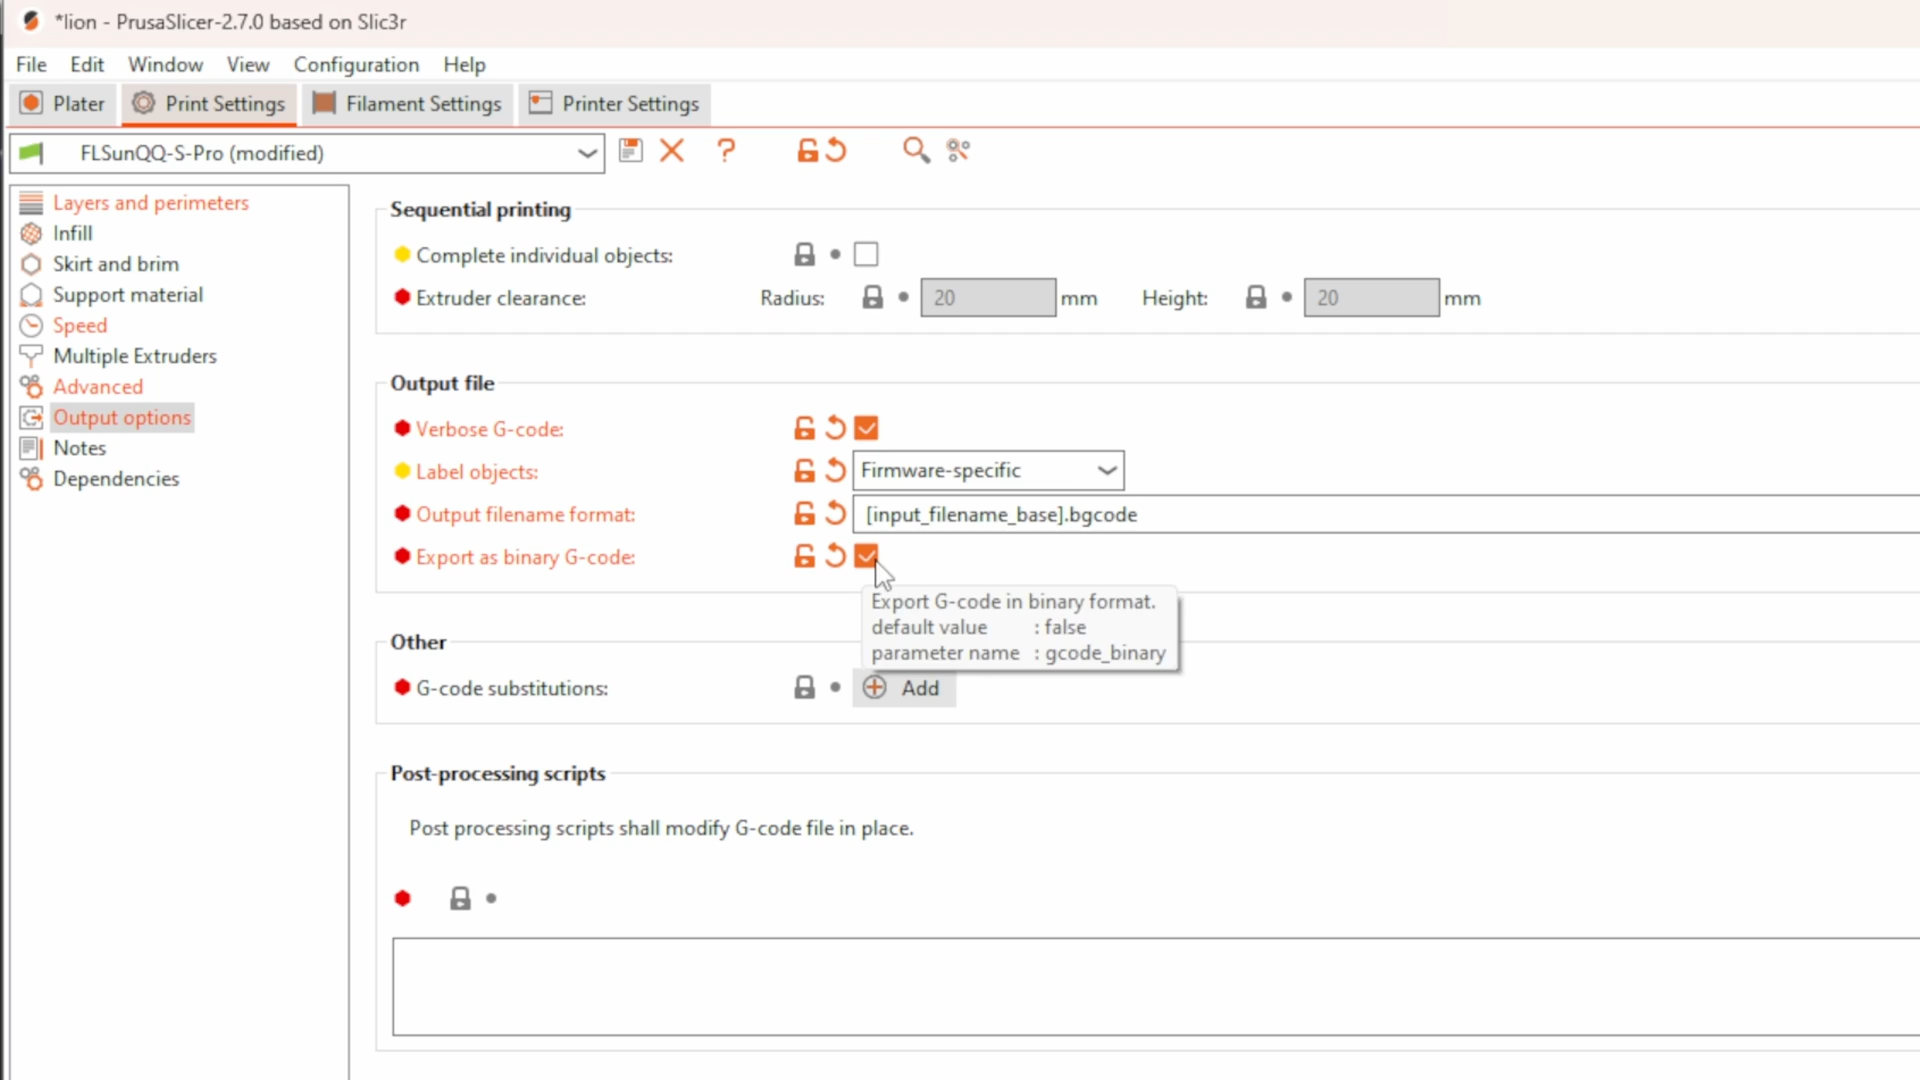 *lion - PrusaSlicer-2.7.0 based on Slic3r
File Edit Window View Configuration Help
Plater Print Settings Filament Settings Printer Settings
FLSunQQ-S-Pro (modified)
Layers and perimeters
Infill
Skirt and brim
Support material
Speed
Multiple Extruders
Advanced
Output options
Notes
Dependencies
Sequential printing
Complete individual objects:
Extruder clearance: Radius: 20 mm Height: 20 mm
Output file
Verbose G-code:
Label objects: Firmware-specific
Output filename format: [input_filename_base].bgcode
Export as binary G-code:
Export G-code in binary format.
default value : false
parameter name : gcode_binary
Other
G-code substitutions: Add
Post-processing scripts
Post processing scripts shall modify G-code file in place.